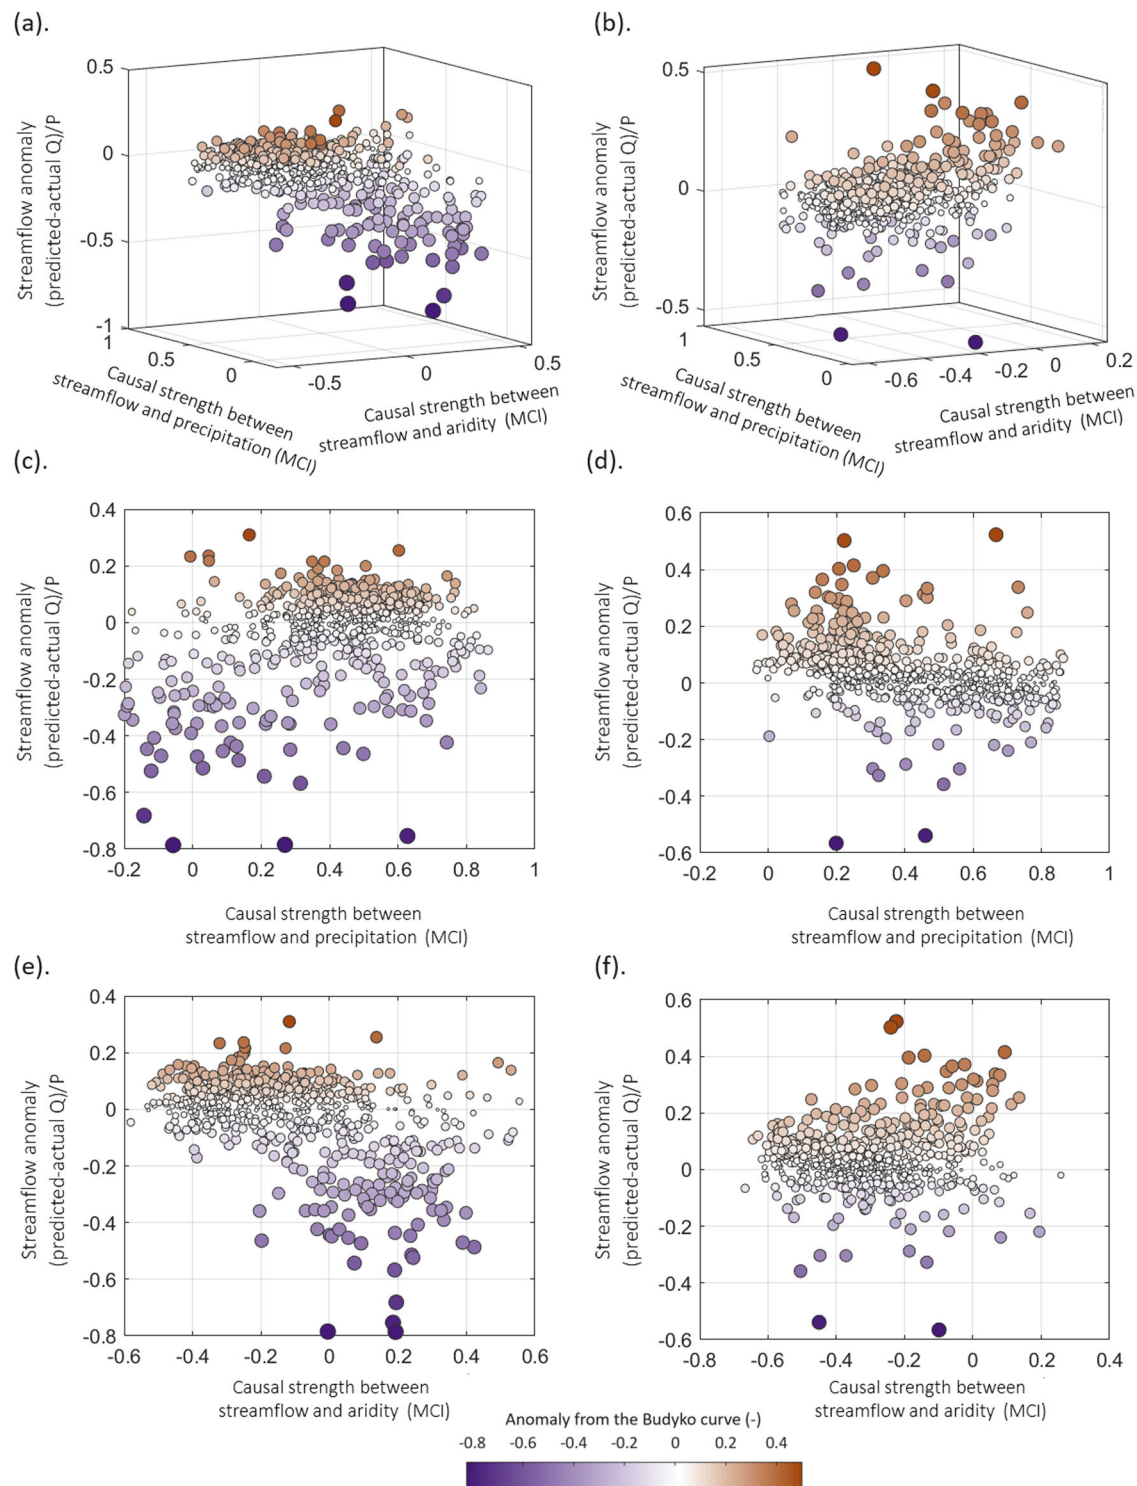 (a).
(b).
0.5
0
-0.5
-1
1
0.5
0
-0.5
0
0.5
Streamflow anomaly
(predicted-actual Q)/P
Causal strength between
streamflow and precipitation (MCI)
Causal strength between
streamflow and aridity (MCI)
0.5
0
-0.5
1
0.5
0
-0.6
-0.4
-0.2
0
0.2
Streamflow anomaly
(predicted-actual Q)/P
Causal strength between
streamflow and precipitation (MCI)
Causal strength between
streamflow and aridity (MCI)
(c).
(d).
0.4
0.2
0
-0.2
-0.4
-0.6
-0.8
-0.2 0 0.2 0.4 0.6 0.8 1
Streamflow anomaly
(predicted-actual Q)/P
Causal strength between
streamflow and precipitation (MCI)
0.6
0.4
0.2
0
-0.2
-0.4
-0.6
-0.2 0 0.2 0.4 0.6 0.8 1
Streamflow anomaly
(predicted-actual Q)/P
Causal strength between
streamflow and precipitation (MCI)
(e).
(f).
0.4
0.2
0
-0.2
-0.4
-0.6
-0.8
-0.6 -0.4 -0.2 0 0.2 0.4 0.6
Streamflow anomaly
(predicted-actual Q)/P
Causal strength between
streamflow and aridity (MCI)
0.6
0.4
0.2
0
-0.2
-0.4
-0.6
-0.8 -0.6 -0.4 -0.2 0 0.2 0.4
Streamflow anomaly
(predicted-actual Q)/P
Causal strength between
streamflow and aridity (MCI)
Anomaly from the Budyko curve (-)
-0.8 -0.6 -0.4 -0.2 0 0.2 0.4